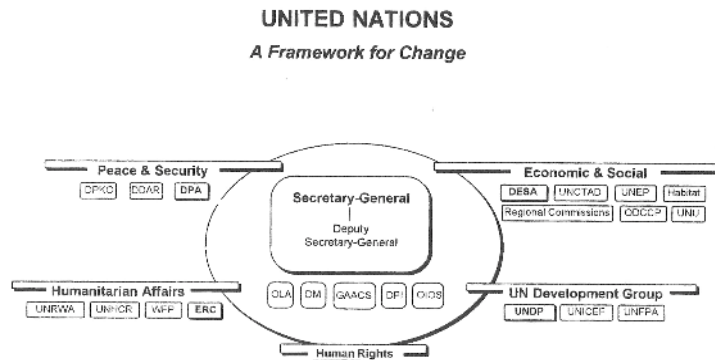 UNITED NATIONS
A Framework for Change
Peace & Security
DPKO DDAR DPA
Economic & Social
DESA UNCTAD UNEP Habitat
Regional Commissions ODCCP UNU
Secretary-General
Deputy
Secretary-General
OLA DM GAACS DPI OIOS
Humanitarian Affairs
UNRWA UNHCR WFP ERC
UN Development Group
UNDP UNICEF UNFPA
Human Rights